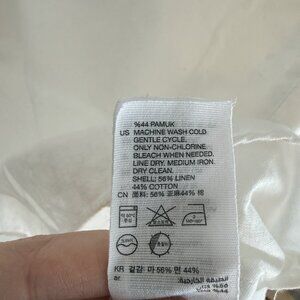 %44 PAMUK
US MACHINE WASH COLD
GENTLE CYCLE.
ONLY NON-CHLORINE
BLEACH WHEN NEEDED.
LINE DRY. MEDIUM IRON.
DRY CLEAN.
SHELL: 56% LINEN
44% COTTON
CN 面料: 56% 亚麻44% 棉
KR 겉감 마 56% 면 44%
ar